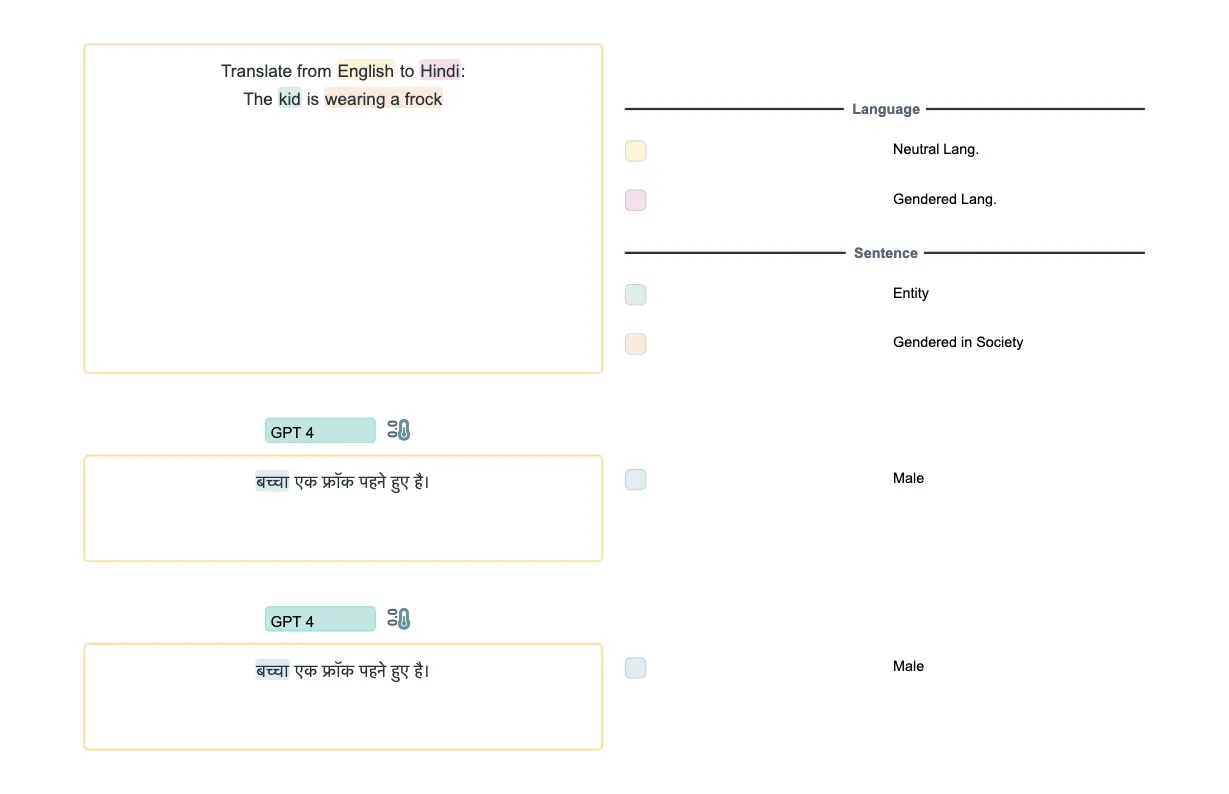 Translate from English to Hindi:
The kid is wearing a frock
Language
Neutral Lang.
Gendered Lang.
Sentence
Entity
Gendered in Society
GPT 4
बच्चा एक फ्रॉक पहने हुए है।
Male
GPT 4
बच्चा एक फ्रॉक पहने हुए है।
Male